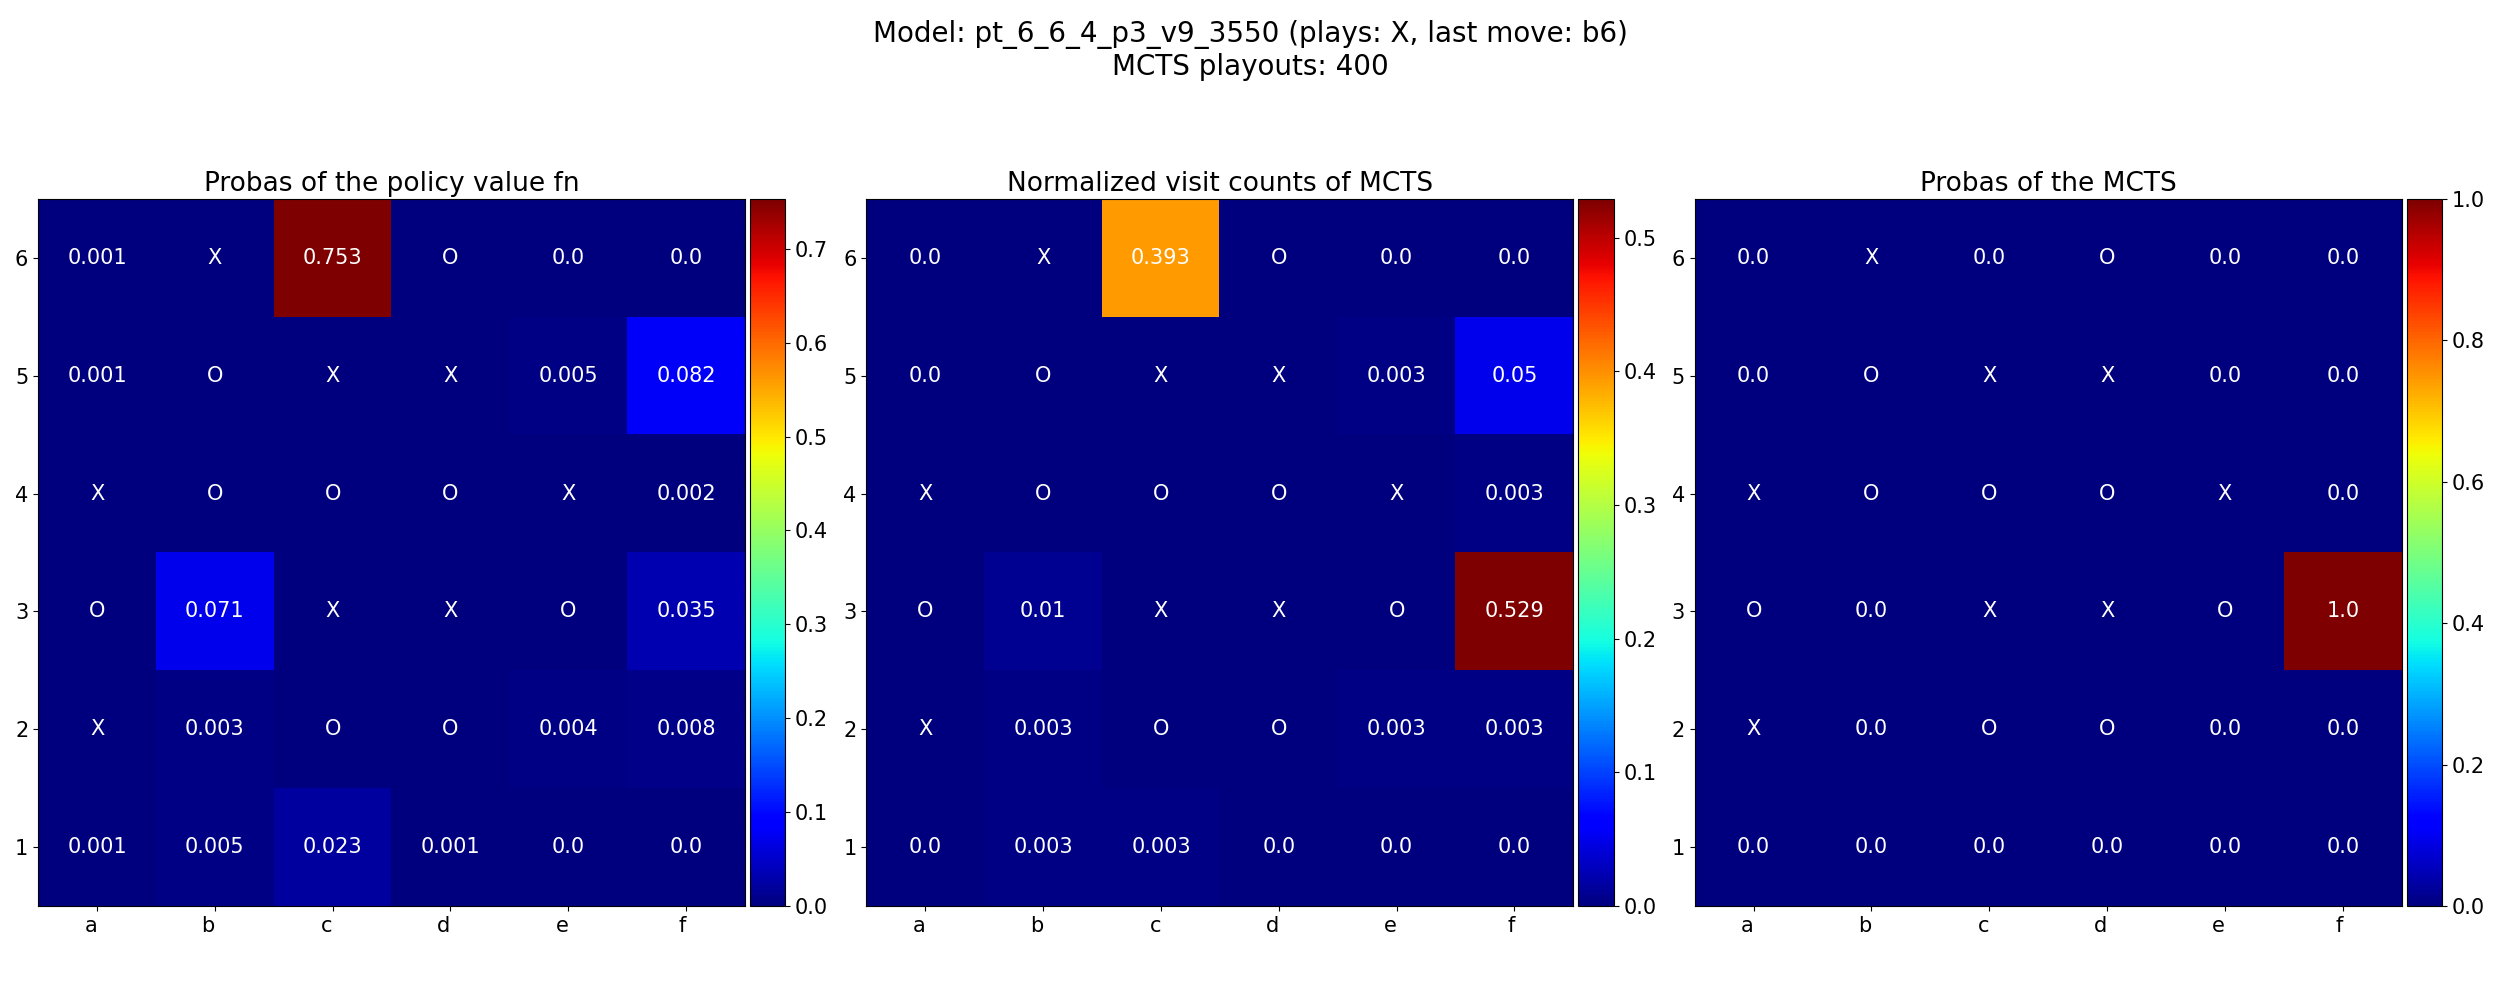 Model: pt_6_6_4_p3_v9_3550 (plays: X, last move: b6)
MCTS playouts: 400
Probas of the policy value fn
6 0.001 X 0.753 O 0.0 0.0
5 0.001 O X X 0.005 0.082
4 X O O O X 0.002
3 O 0.071 X X O 0.035
2 X 0.003 O O 0.004 0.008
1 0.001 0.005 0.023 0.001 0.0 0.0
a b c d e f
0.7
0.6
0.5
0.4
0.3
0.2
0.1
0.0
Normalized visit counts of MCTS
6 0.0 X 0.393 O 0.0 0.0
5 0.0 O X X 0.003 0.05
4 X O O O X 0.003
3 O 0.01 X X O 0.529
2 X 0.003 O O 0.003 0.003
1 0.0 0.003 0.003 0.0 0.0 0.0
a b c d e f
0.5
0.4
0.3
0.2
0.1
0.0
Probas of the MCTS
6 0.0 X 0.0 O 0.0 0.0
5 0.0 O X X 0.0 0.0
4 X O O O X 0.0
3 O 0.0 X X O 1.0
2 X 0.0 O O 0.0 0.0
1 0.0 0.0 0.0 0.0 0.0 0.0
a b c d e f
1.0
0.8
0.6
0.4
0.2
0.0